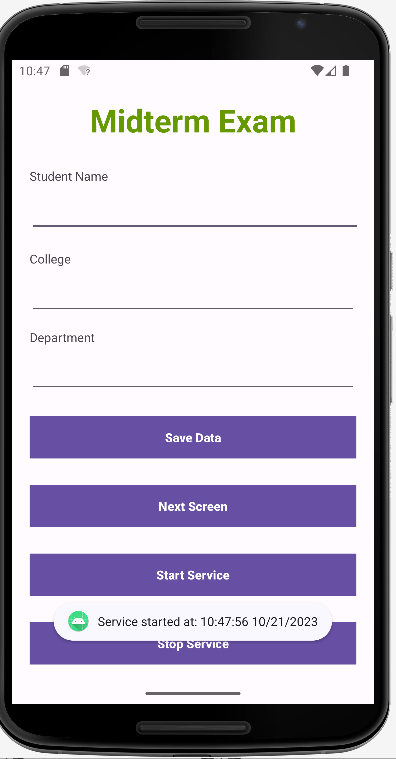 10:47
Midterm Exam
Student Name
College
Department
Save Data
Next Screen
Start Service
Service started at: 10:47:56 10/21/2023
Stop Service